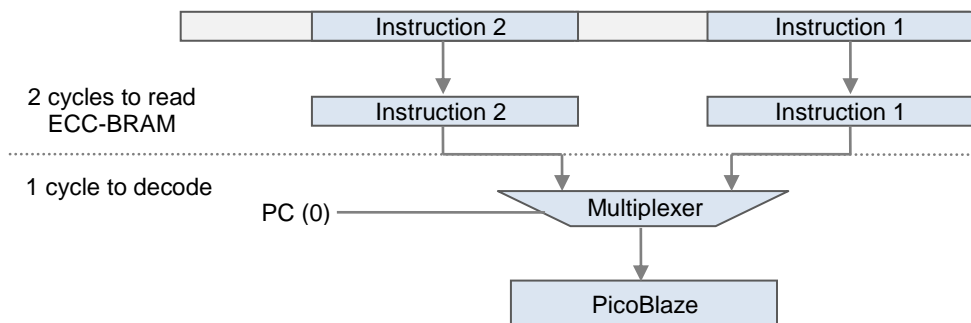 Instruction 2
Instruction 1
2 cycles to read
ECC-BRAM
Instruction 2
Instruction 1
1 cycle to decode
PC (0)
Multiplexer
PicoBlaze